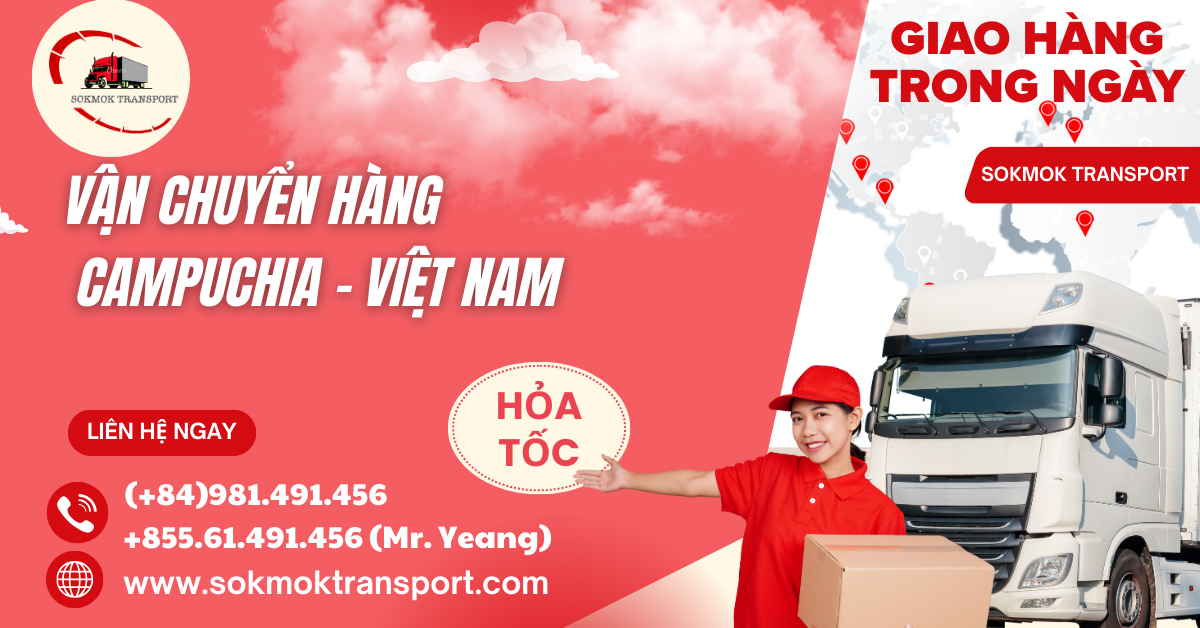 SOKMOK TRANSPORT
VẬN CHUYỂN HÀNG
CAMPUCHIA - VIỆT NAM
HỎA
TỐC
LIÊN HỆ NGAY
(+84)981.491.456
+855.61.491.456 (Mr. Yeang)
www.sokmoktransport.com
GIAO HÀNG
TRONG NGÀY
SOKMOK TRANSPORT